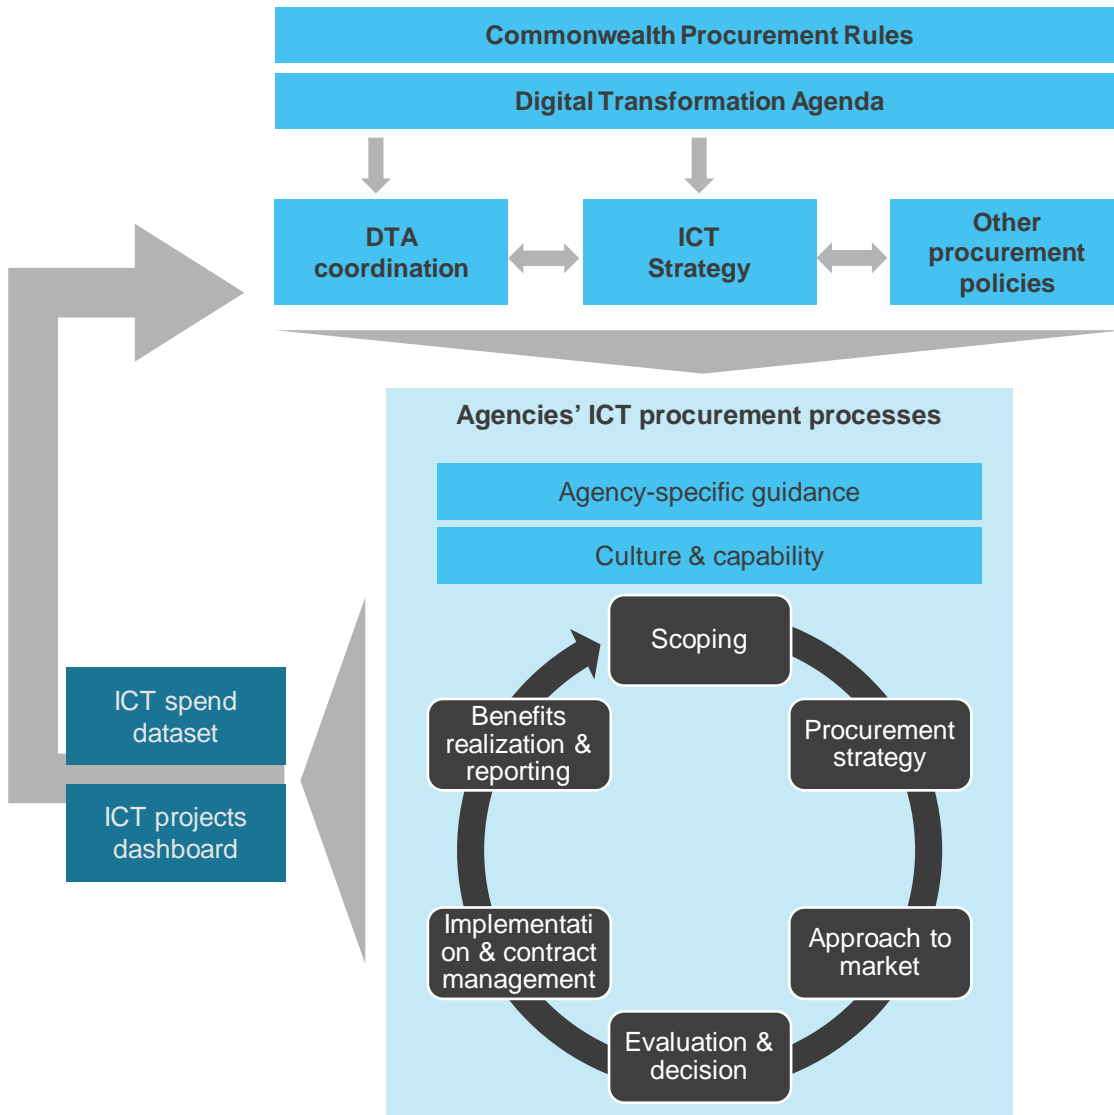 Commonwealth Procurement Rules
Digital Transformation Agenda
DTA
coordination
ICT
Strategy
Other
procurement
policies
Agencies’ ICT procurement processes
Agency-specific guidance
Culture & capability
Scoping
Procurement
strategy
Approach to
market
Evaluation &
decision
Implementati
on & contract
management
Benefits
realization &
reporting
ICT spend
dataset
ICT projects
dashboard